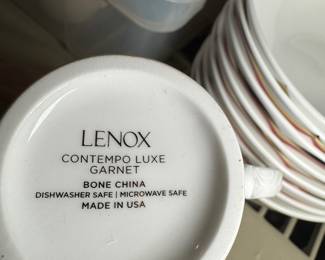 LENOX
CONTEMPO LUXE
GARNET
BONE CHINA
DISHWASHER SAFE | MICROWAVE SAFE
MADE IN USA